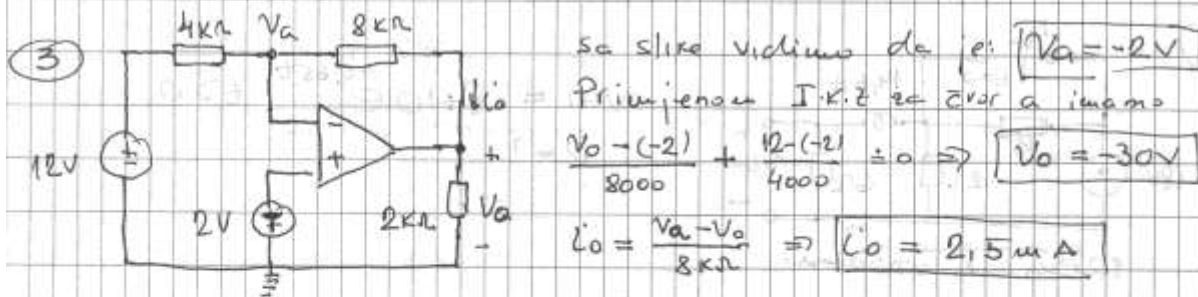 3
4kΩ Va 8kΩ
sa slike vidimo da je: Va = -2V
io
Primjenom I.K.Z za čvor a imamo
12V
- +
+ Va -
2V
2kΩ
(Vo - (-2))/8000 + (12 - (-2))/4000 = 0 ⇒ Vo = -30V
io = (Va - Vo)/8kΩ ⇒ io = 2,5 mA